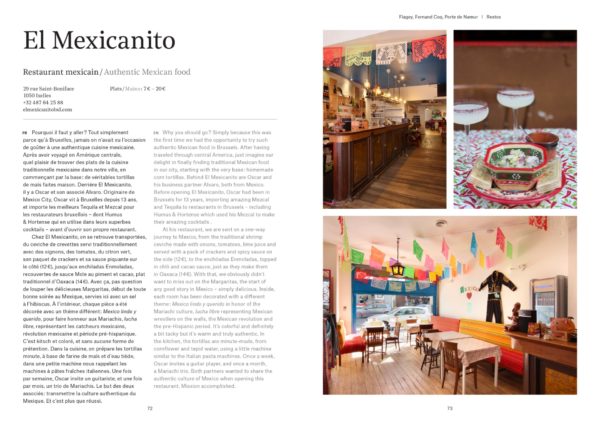 Flagey, Fernand Cocq, Porte de Namur | Restos
El Mexicanito
Restaurant mexicain / Authentic Mexican food
29 rue Saint-Boniface
1050 Ixelles
+32 487 64 25 88
elmexicanitobxl.com
Plats / Mains: 7€ – 20€
FR Pourquoi il faut y aller? Tout simplement
parce qu'à Bruxelles, jamais on n'avait eu l'occasion
de goûter à une authentique cuisine mexicaine.
Après avoir voyagé en Amérique centrale,
quel plaisir de trouver des plats de la cuisine
traditionnelle mexicaine dans notre ville, en
commençant par la base: de véritables tortillas
de maïs faites maison. Derrière El Mexicanito,
il y a Oscar et son associé Alvaro. Originaire de
Mexico City, Oscar vit à Bruxelles depuis 13 ans,
et importe les meilleurs Tequila et Mezcal pour
les restaurateurs bruxellois – dont Humus
& Hortense qui en utilise dans leurs superbes
cocktails – avant d'ouvrir son propre restaurant.
Chez El Mexicanito, on se retrouve transportées,
du ceviche de crevettes servi traditionnellement
avec des oignons, des tomates, du citron vert,
son paquet de crackers et sa sauce piquante sur
le côté (12€), jusqu'aux enchiladas Enmoladas,
recouvertes de sauce Mole au piment et cacao, plat
traditionnel d'Oaxaca (14€). Avec ça, pas question
de louper les délicieuses Margaritas, début de toute
bonne soirée au Mexique, servies ici avec un sel
à l'hibiscus. À l'intérieur, chaque pièce a été
décorée avec un thème différent: Mexico lindo y
querido, pour faire honneur aux Mariachis, lucha
libre, représentant les catcheurs mexicains,
révolution mexicaine et période pré-hispanique.
C'est kitsch et coloré, et sans aucune forme de
prétention. Dans la cuisine, on prépare les tortillas
minute, à base de farine de maïs et d'eau tiède,
dans une petite machine nous rappelant les
machines à pâtes fraîches italiennes. Une fois
par semaine, Oscar invite un guitariste, et une fois
par mois, un trio de Mariachis. Le but des deux
associés: transmettre la culture authentique du
Mexique. Et c'est plus que réussi.
EN Why you should go? Simply because this was
the first time we had the opportunity to try such
authentic Mexican food in Brussels. After having
traveled through central America, just imagine our
delight in finally finding traditional Mexican food
in our city, starting with the very base: homemade
corn tortillas. Behind El Mexicanito are Oscar and
his business partner Alvaro, both from Mexico.
Before opening El Mexicanito, Oscar had been in
Brussels for 13 years, importing amazing Mezcal
and Tequila to restaurants in Brussels – including
Humus & Hortense which used his Mezcal to make
their amazing cocktails .
At his restaurant, we are sent on a one-way
journey to Mexico, from the traditional shrimp
ceviche made with onions, tomatoes, lime juice and
served with a pack of crackers and spicy sauce on
the side (12€), to the enchiladas Enmoladas, topped
in chili and cacao sauce, just as they make them
in Oaxaca (14€). With that, we obviously didn't
want to miss out on the Margaritas, the start of
any good story in Mexico – simply delicious. Inside,
each room has been decorated with a different
theme: Mexico lindo y querido in honor of the
Mariachi culture, lucha libre representing Mexican
wrestlers on the walls, the Mexican revolution and
the pre-Hispanic period. It's colorful and definitely
a bit tacky but it's warm and truly authentic. In
the kitchen, the tortillas are minute-made, from
cornflower and tepid water, using a little machine
similar to the Italian pasta machines. Once a week,
Oscar invites a guitar player, and once a month,
a Mariachi trio. Both partners wanted to share the
authentic culture of Mexico when opening this
restaurant. Mission accomplished.
72
73